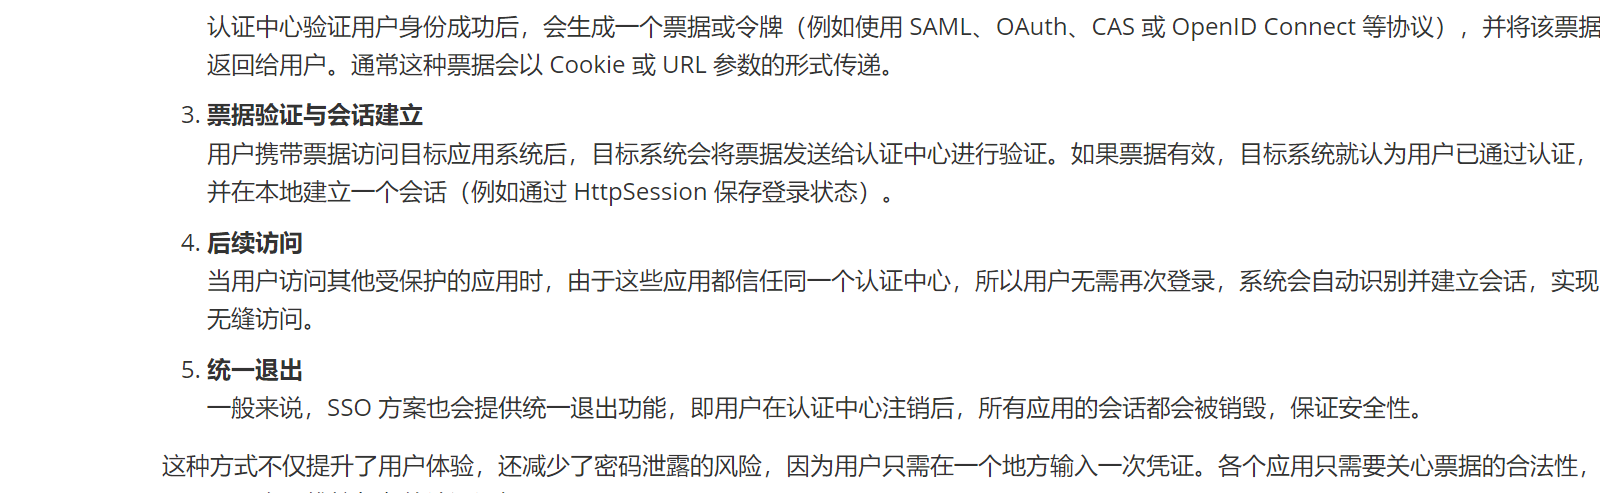 认证中心验证用户身份成功后，会生成一个票据或令牌（例如使用 SAML、OAuth、CAS 或 OpenID Connect 等协议），并将该票据
返回给用户。通常这种票据会以 Cookie 或 URL 参数的形式传递。
3. 票据验证与会话建立
用户携带票据访问目标应用系统后，目标系统会将票据发送给认证中心进行验证。如果票据有效，目标系统就认为用户已通过认证，
并在本地建立一个会话（例如通过 HttpSession 保存登录状态）。
4. 后续访问
当用户访问其他受保护的应用时，由于这些应用都信任同一个认证中心，所以用户无需再次登录，系统会自动识别并建立会话，实现
无缝访问。
5. 统一退出
一般来说，SSO 方案也会提供统一退出功能，即用户在认证中心注销后，所有应用的会话都会被销毁，保证安全性。
这种方式不仅提升了用户体验，还减少了密码泄露的风险，因为用户只需在一个地方输入一次凭证。各个应用只需要关心票据的合法性，